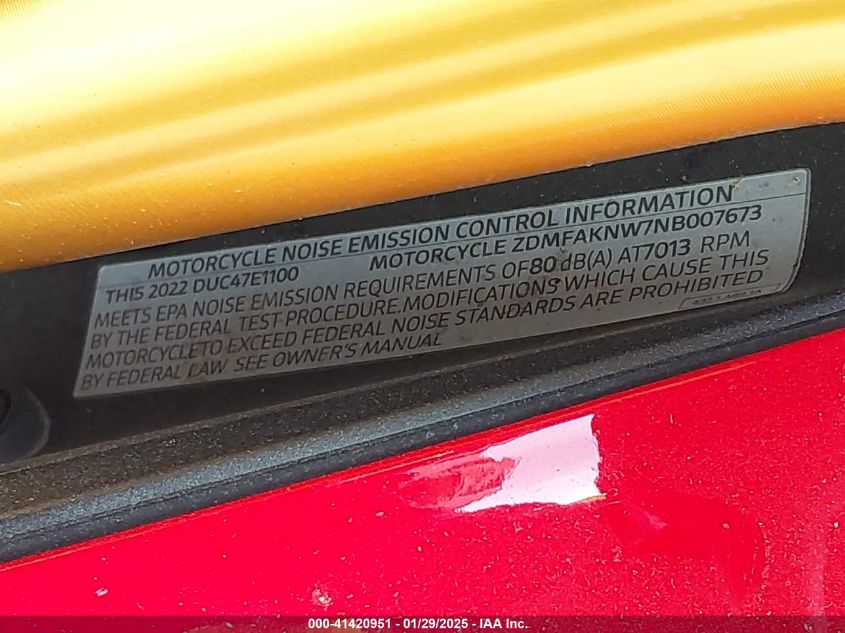 MOTORCYCLE NOISE EMISSION CONTROL INFORMATION
THIS 2022 DUC47E1100 MOTORCYCLE ZDMFAKNW7NB007673
MEETS EPA NOISE EMISSION REQUIREMENTS OF 80 dB(A) AT 7013 RPM
BY THE FEDERAL TEST PROCEDURE. MODIFICATIONS WHICH CAUSE THIS
MOTORCYCLETO EXCEED FEDERAL NOISE STANDARDS ARE PROHIBITED
BY FEDERAL LAW. SEE OWNER'S MANUAL
000-41420951 - 01/29/2025 - IAA Inc.